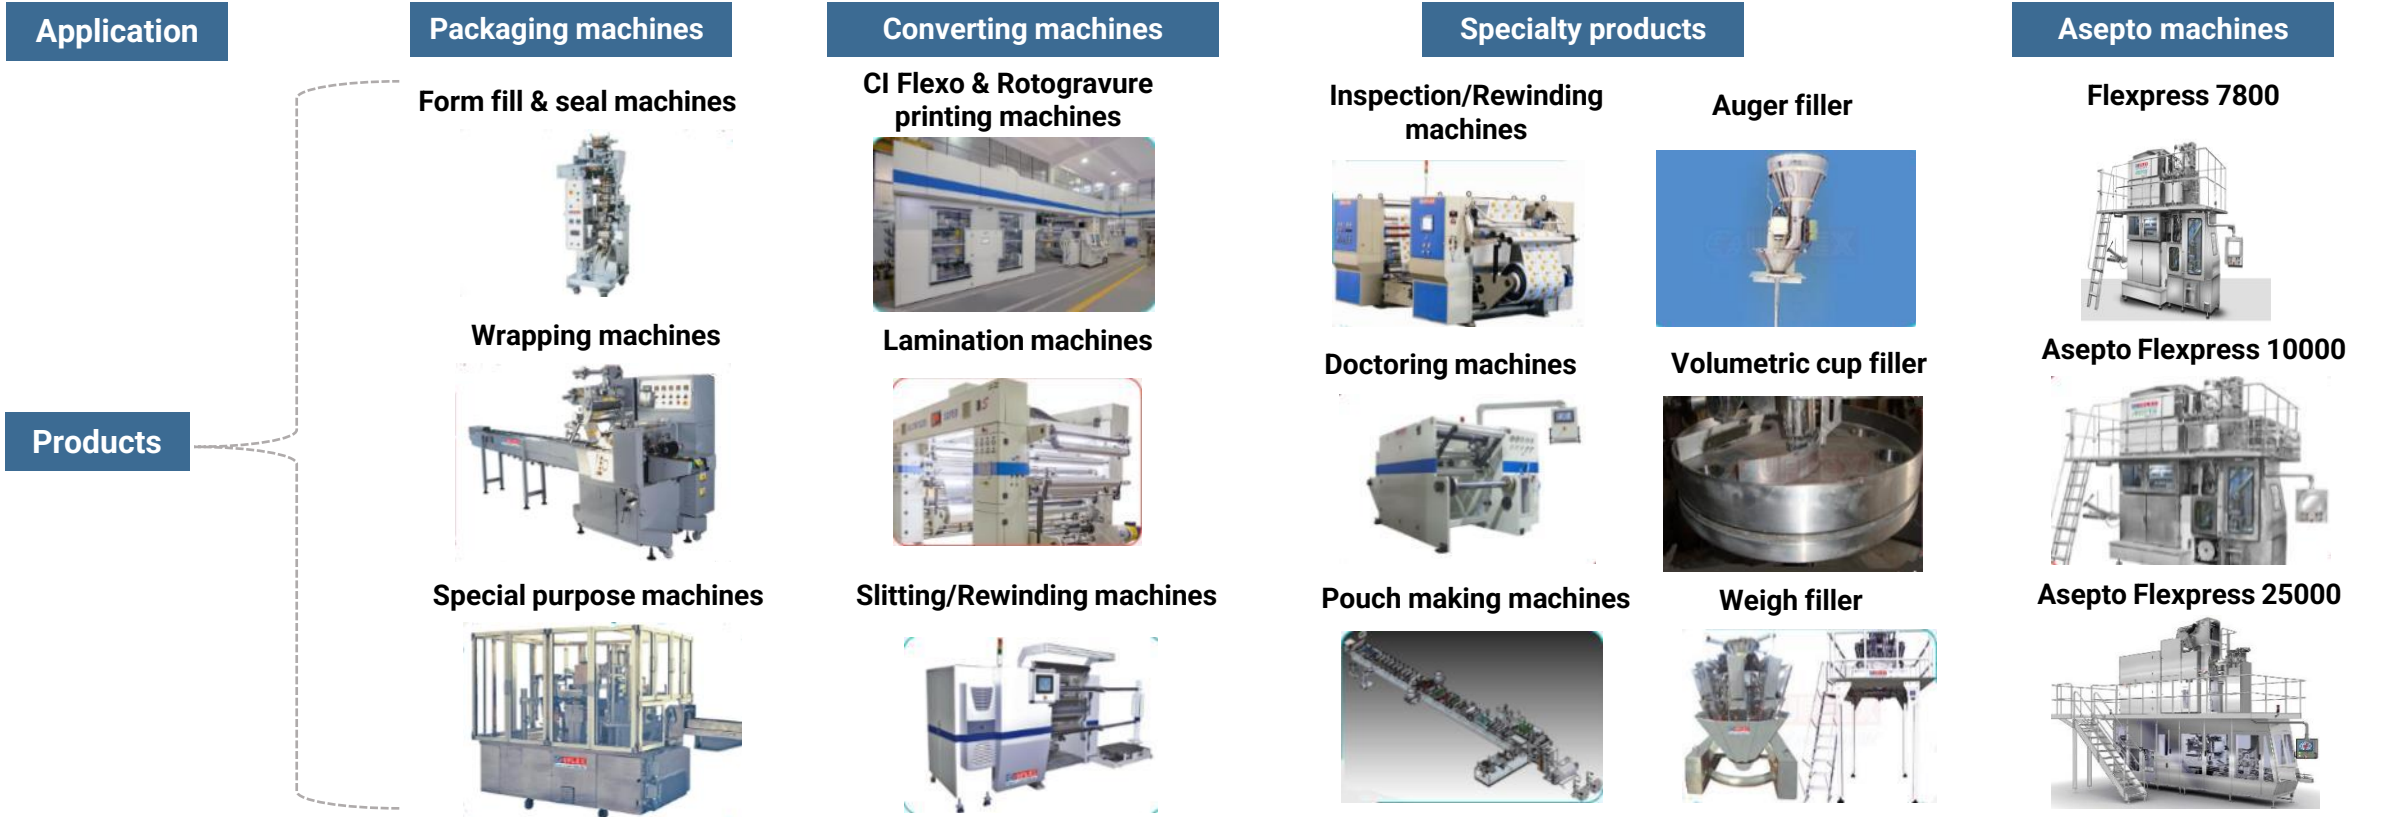 Application
Packaging machines
Converting machines
Specialty products
Asepto machines
Products
Form fill & seal machines
Wrapping machines
Special purpose machines
CI Flexo & Rotogravure
printing machines
Lamination machines
Slitting/Rewinding machines
Inspection/Rewinding
machines
Auger filler
Doctoring machines
Volumetric cup filler
Pouch making machines
Weigh filler
Flexpress 7800
Asepto Flexpress 10000
Asepto Flexpress 25000